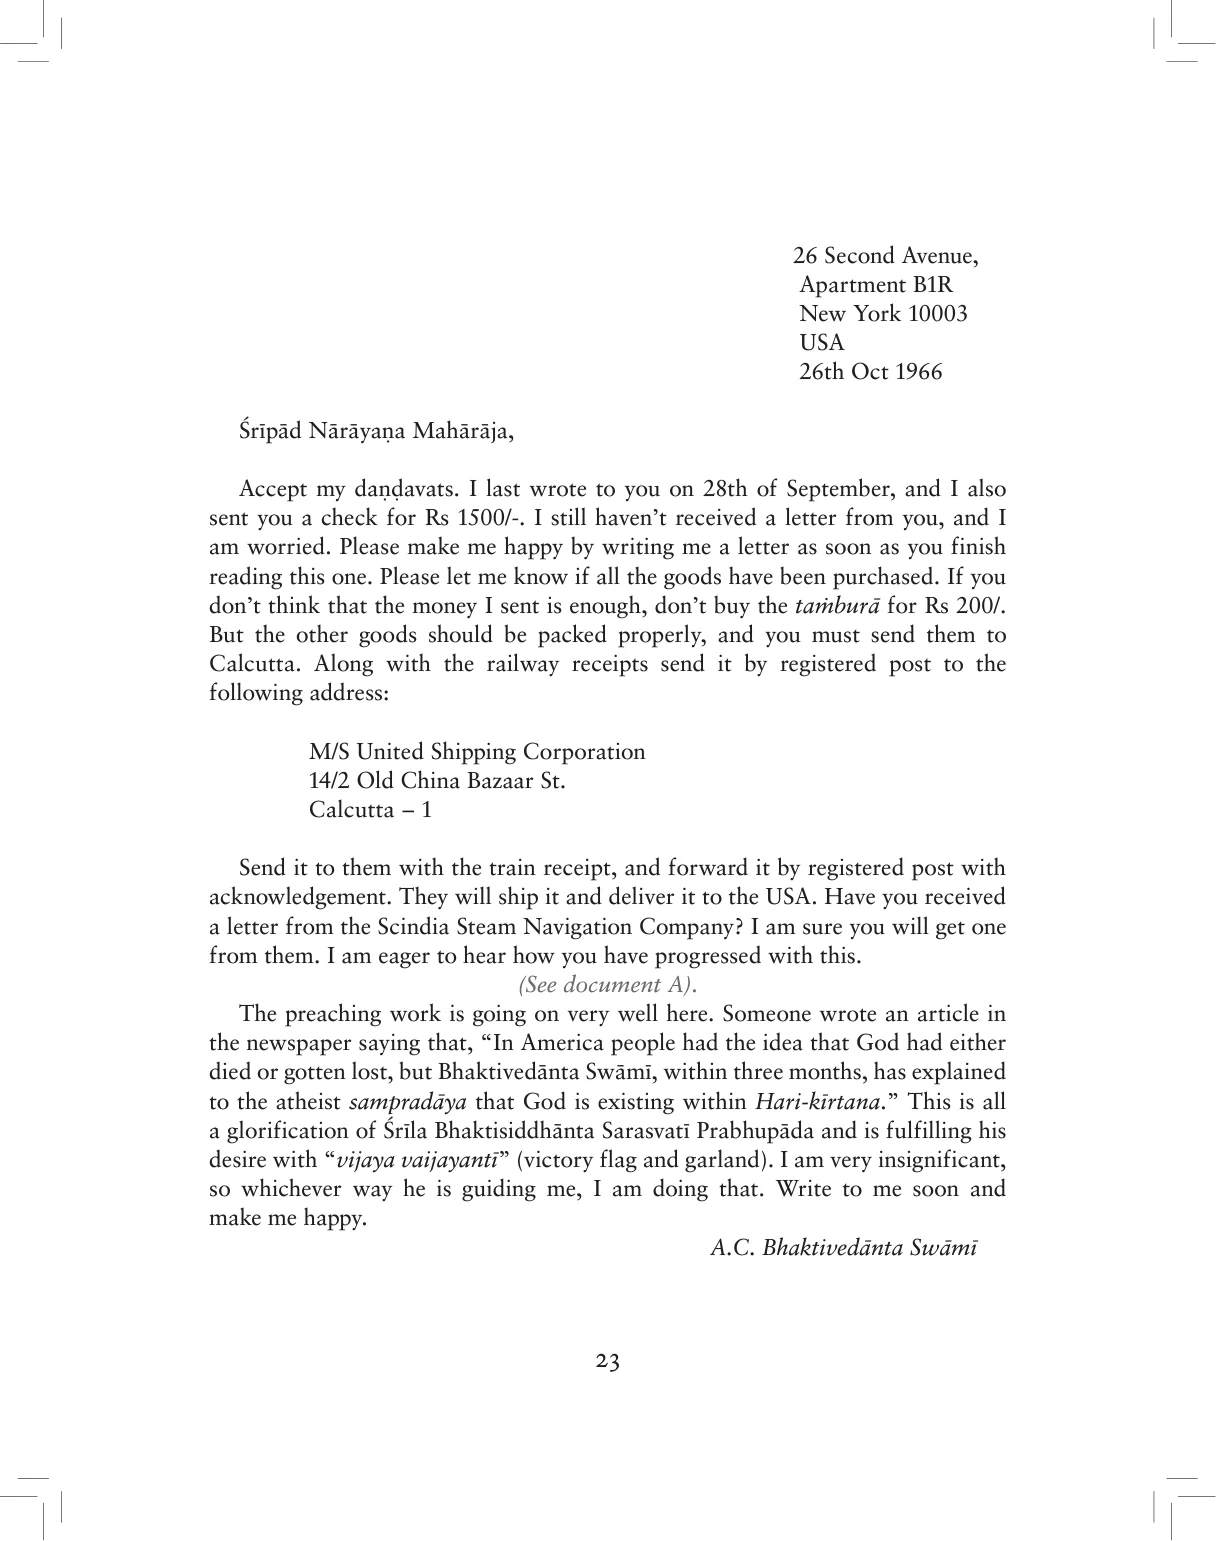 26 Second Avenue,
Apartment B1R
New York 10003
USA
26th Oct 1966
Śrīpād Nārāyaṇa Mahārāja,
Accept my daṇḍavats. I last wrote to you on 28th of September, and I also
sent you a check for Rs 1500/-. I still haven’t received a letter from you, and I
am worried. Please make me happy by writing me a letter as soon as you finish
reading this one. Please let me know if all the goods have been purchased. If you
don’t think that the money I sent is enough, don’t buy the taṁburā for Rs 200/.
But the other goods should be packed properly, and you must send them to
Calcutta. Along with the railway receipts send it by registered post to the
following address:
M/S United Shipping Corporation
14/2 Old China Bazaar St.
Calcutta – 1
Send it to them with the train receipt, and forward it by registered post with
acknowledgement. They will ship it and deliver it to the USA. Have you received
a letter from the Scindia Steam Navigation Company? I am sure you will get one
from them. I am eager to hear how you have progressed with this.
(See document A).
The preaching work is going on very well here. Someone wrote an article in
the newspaper saying that, “In America people had the idea that God had either
died or gotten lost, but Bhaktivedānta Swāmī, within three months, has explained
to the atheist sampradāya that God is existing within Hari-kīrtana.” This is all
a glorification of Śrīla Bhaktisiddhānta Sarasvatī Prabhupāda and is fulfilling his
desire with “vijaya vaijayantī” (victory flag and garland). I am very insignificant,
so whichever way he is guiding me, I am doing that. Write to me soon and
make me happy.
A.C. Bhaktivedānta Swāmī
23